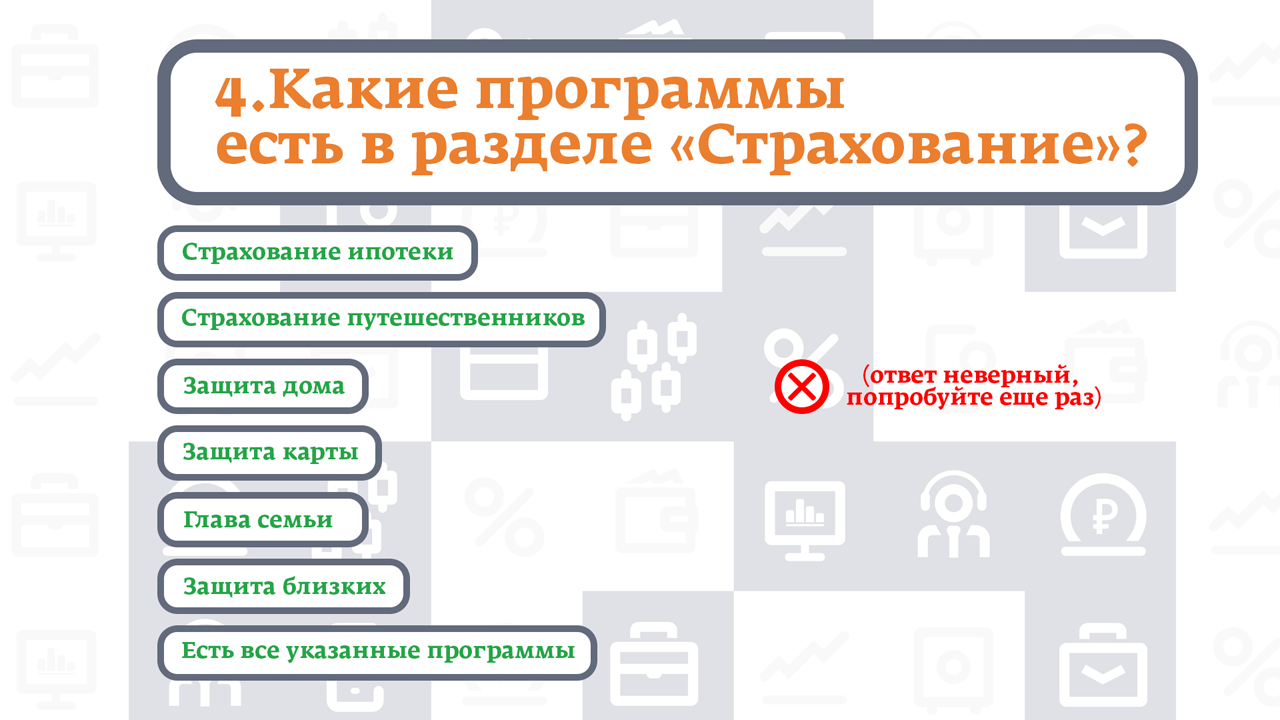 4.Какие программы
есть в разделе «Страхование»?
Страхование ипотеки
Страхование путешественников
Защита дома
(ответ неверный,
попробуйте еще раз)
Защита карты
Глава семьи
Защита близких
Есть все указанные программы